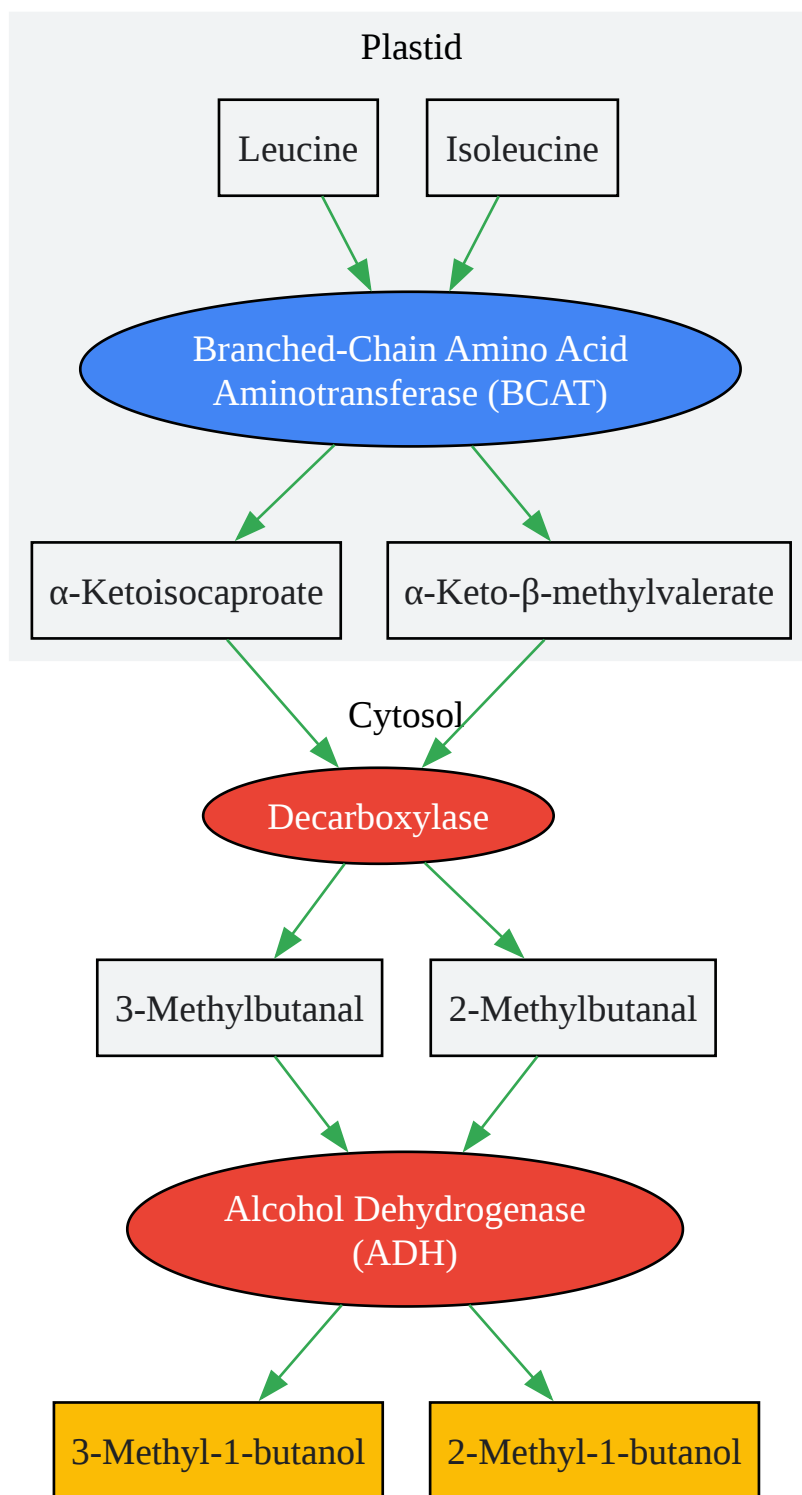 Plastid
Leucine
Isoleucine
Branched-Chain Amino Acid
Aminotransferase (BCAT)
α-Ketoisocaproate
α-Keto-β-methylvalerate
Cytosol
Decarboxylase
3-Methylbutanal
2-Methylbutanal
Alcohol Dehydrogenase
(ADH)
3-Methyl-1-butanol
2-Methyl-1-butanol